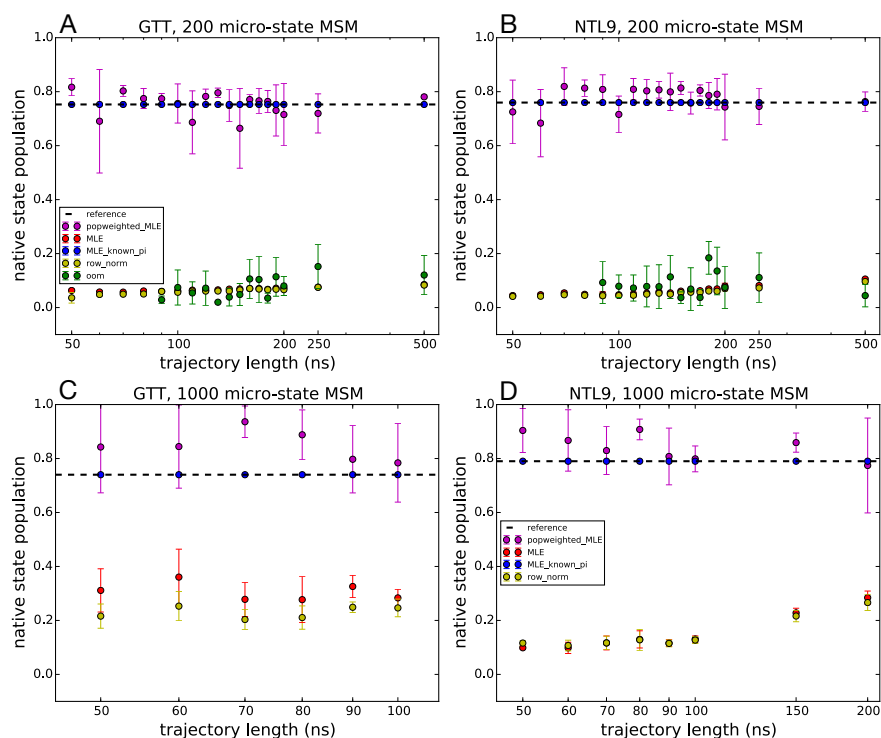 A
GTT, 200 micro-state MSM
native state population
1.0
0.8
0.6
0.4
0.2
0.0
reference
popweighted_MLE
MLE
MLE_known_pi
row_norm
oom
50
100
200
250
500
trajectory length (ns)
B
NTL9, 200 micro-state MSM
native state population
1.0
0.8
0.6
0.4
0.2
0.0
50
100
200
250
500
trajectory length (ns)
C
GTT, 1000 micro-state MSM
native state population
1.0
0.8
0.6
0.4
0.2
0.0
50
60
70
80
90
100
trajectory length (ns)
D
NTL9, 1000 micro-state MSM
native state population
1.0
0.8
0.6
0.4
0.2
0.0
reference
popweighted_MLE
MLE
MLE_known_pi
row_norm
50
60
70
80
90
100
150
200
trajectory length (ns)